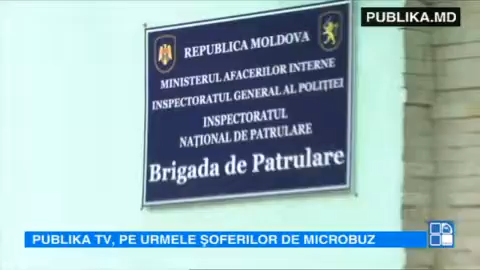 PUBLIKA.MD
REPUBLICA MOLDOVA
MINISTERUL AFACERILOR INTERNE
INSPECTORATUL GENERAL AL POLIȚIEI
INSPECTORATUL
NAȚIONAL DE PATRULARE
Brigada de Patrulare
PUBLIKA TV, PE URMELE ȘOFERILOR DE MICROBUZ